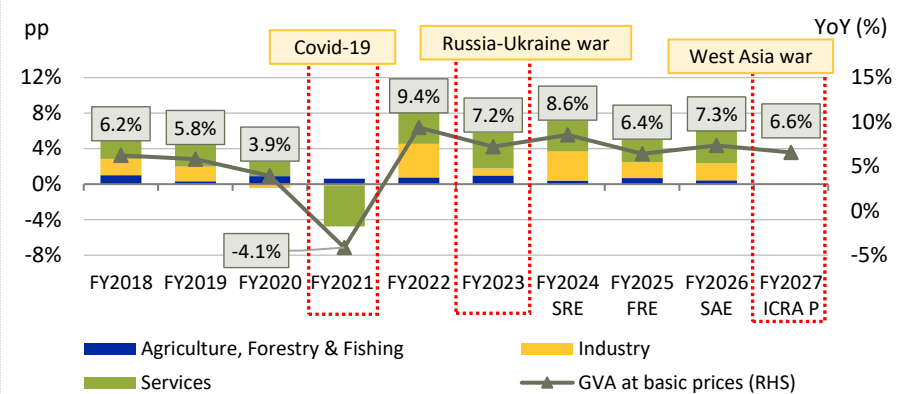 pp
YoY (%)
Covid-19
Russia-Ukraine war
West Asia war
12%
8%
4%
0%
-4%
-8%
15%
10%
5%
0%
-5%
6.2%
5.8%
3.9%
-4.1%
9.4%
7.2%
8.6%
6.4%
7.3%
6.6%
FY2018 FY2019 FY2020 FY2021 FY2022 FY2023 FY2024 FY2025 FY2026 FY2027
SRE FRE SAE ICRA P
Agriculture, Forestry & Fishing
Industry
Services
GVA at basic prices (RHS)